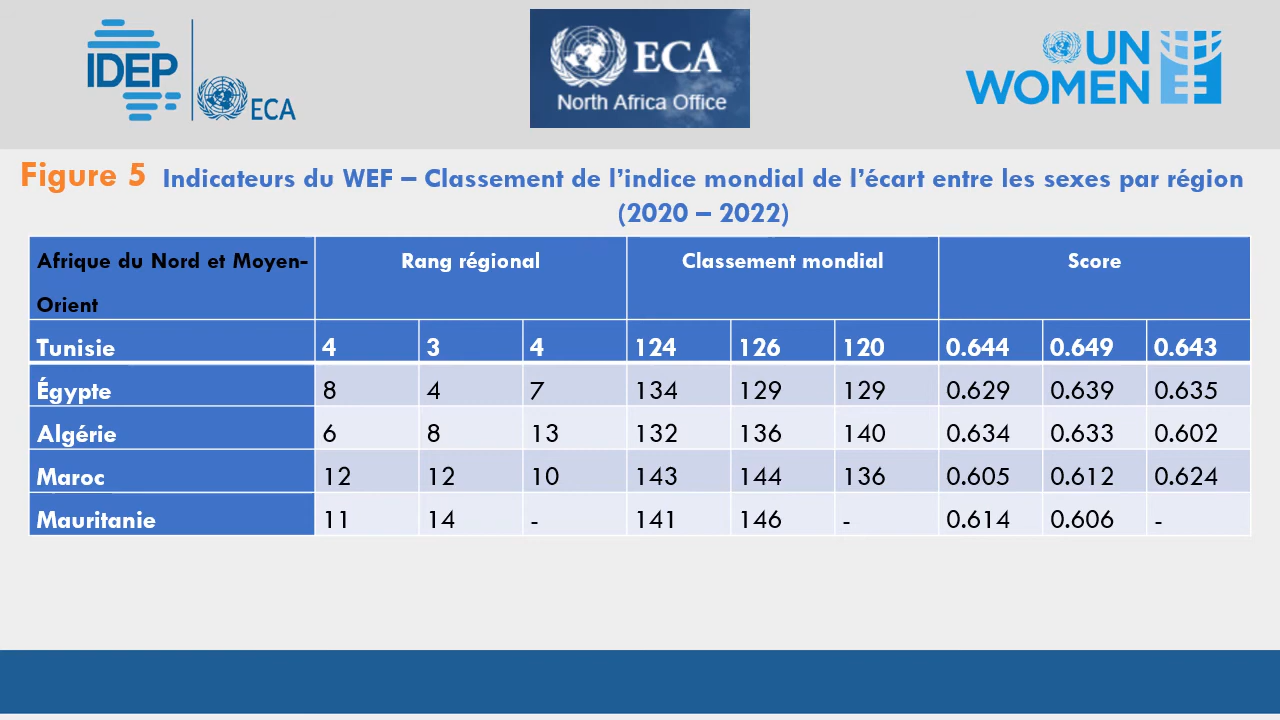 IDEP
ECA
ECA
North Africa Office
UN
WOMEN
Figure 5 Indicateurs du WEF – Classement de l’indice mondial de l’écart entre les sexes par région
(2020 – 2022)
Afrique du Nord et Moyen-
Orient
Rang régional
Classement mondial
Score
Tunisie 4 3 4 124 126 120 0.644 0.649 0.643
Égypte 8 4 7 134 129 129 0.629 0.639 0.635
Algérie 6 8 13 132 136 140 0.634 0.633 0.602
Maroc 12 12 10 143 144 136 0.605 0.612 0.624
Mauritanie 11 14 - 141 146 - 0.614 0.606 -